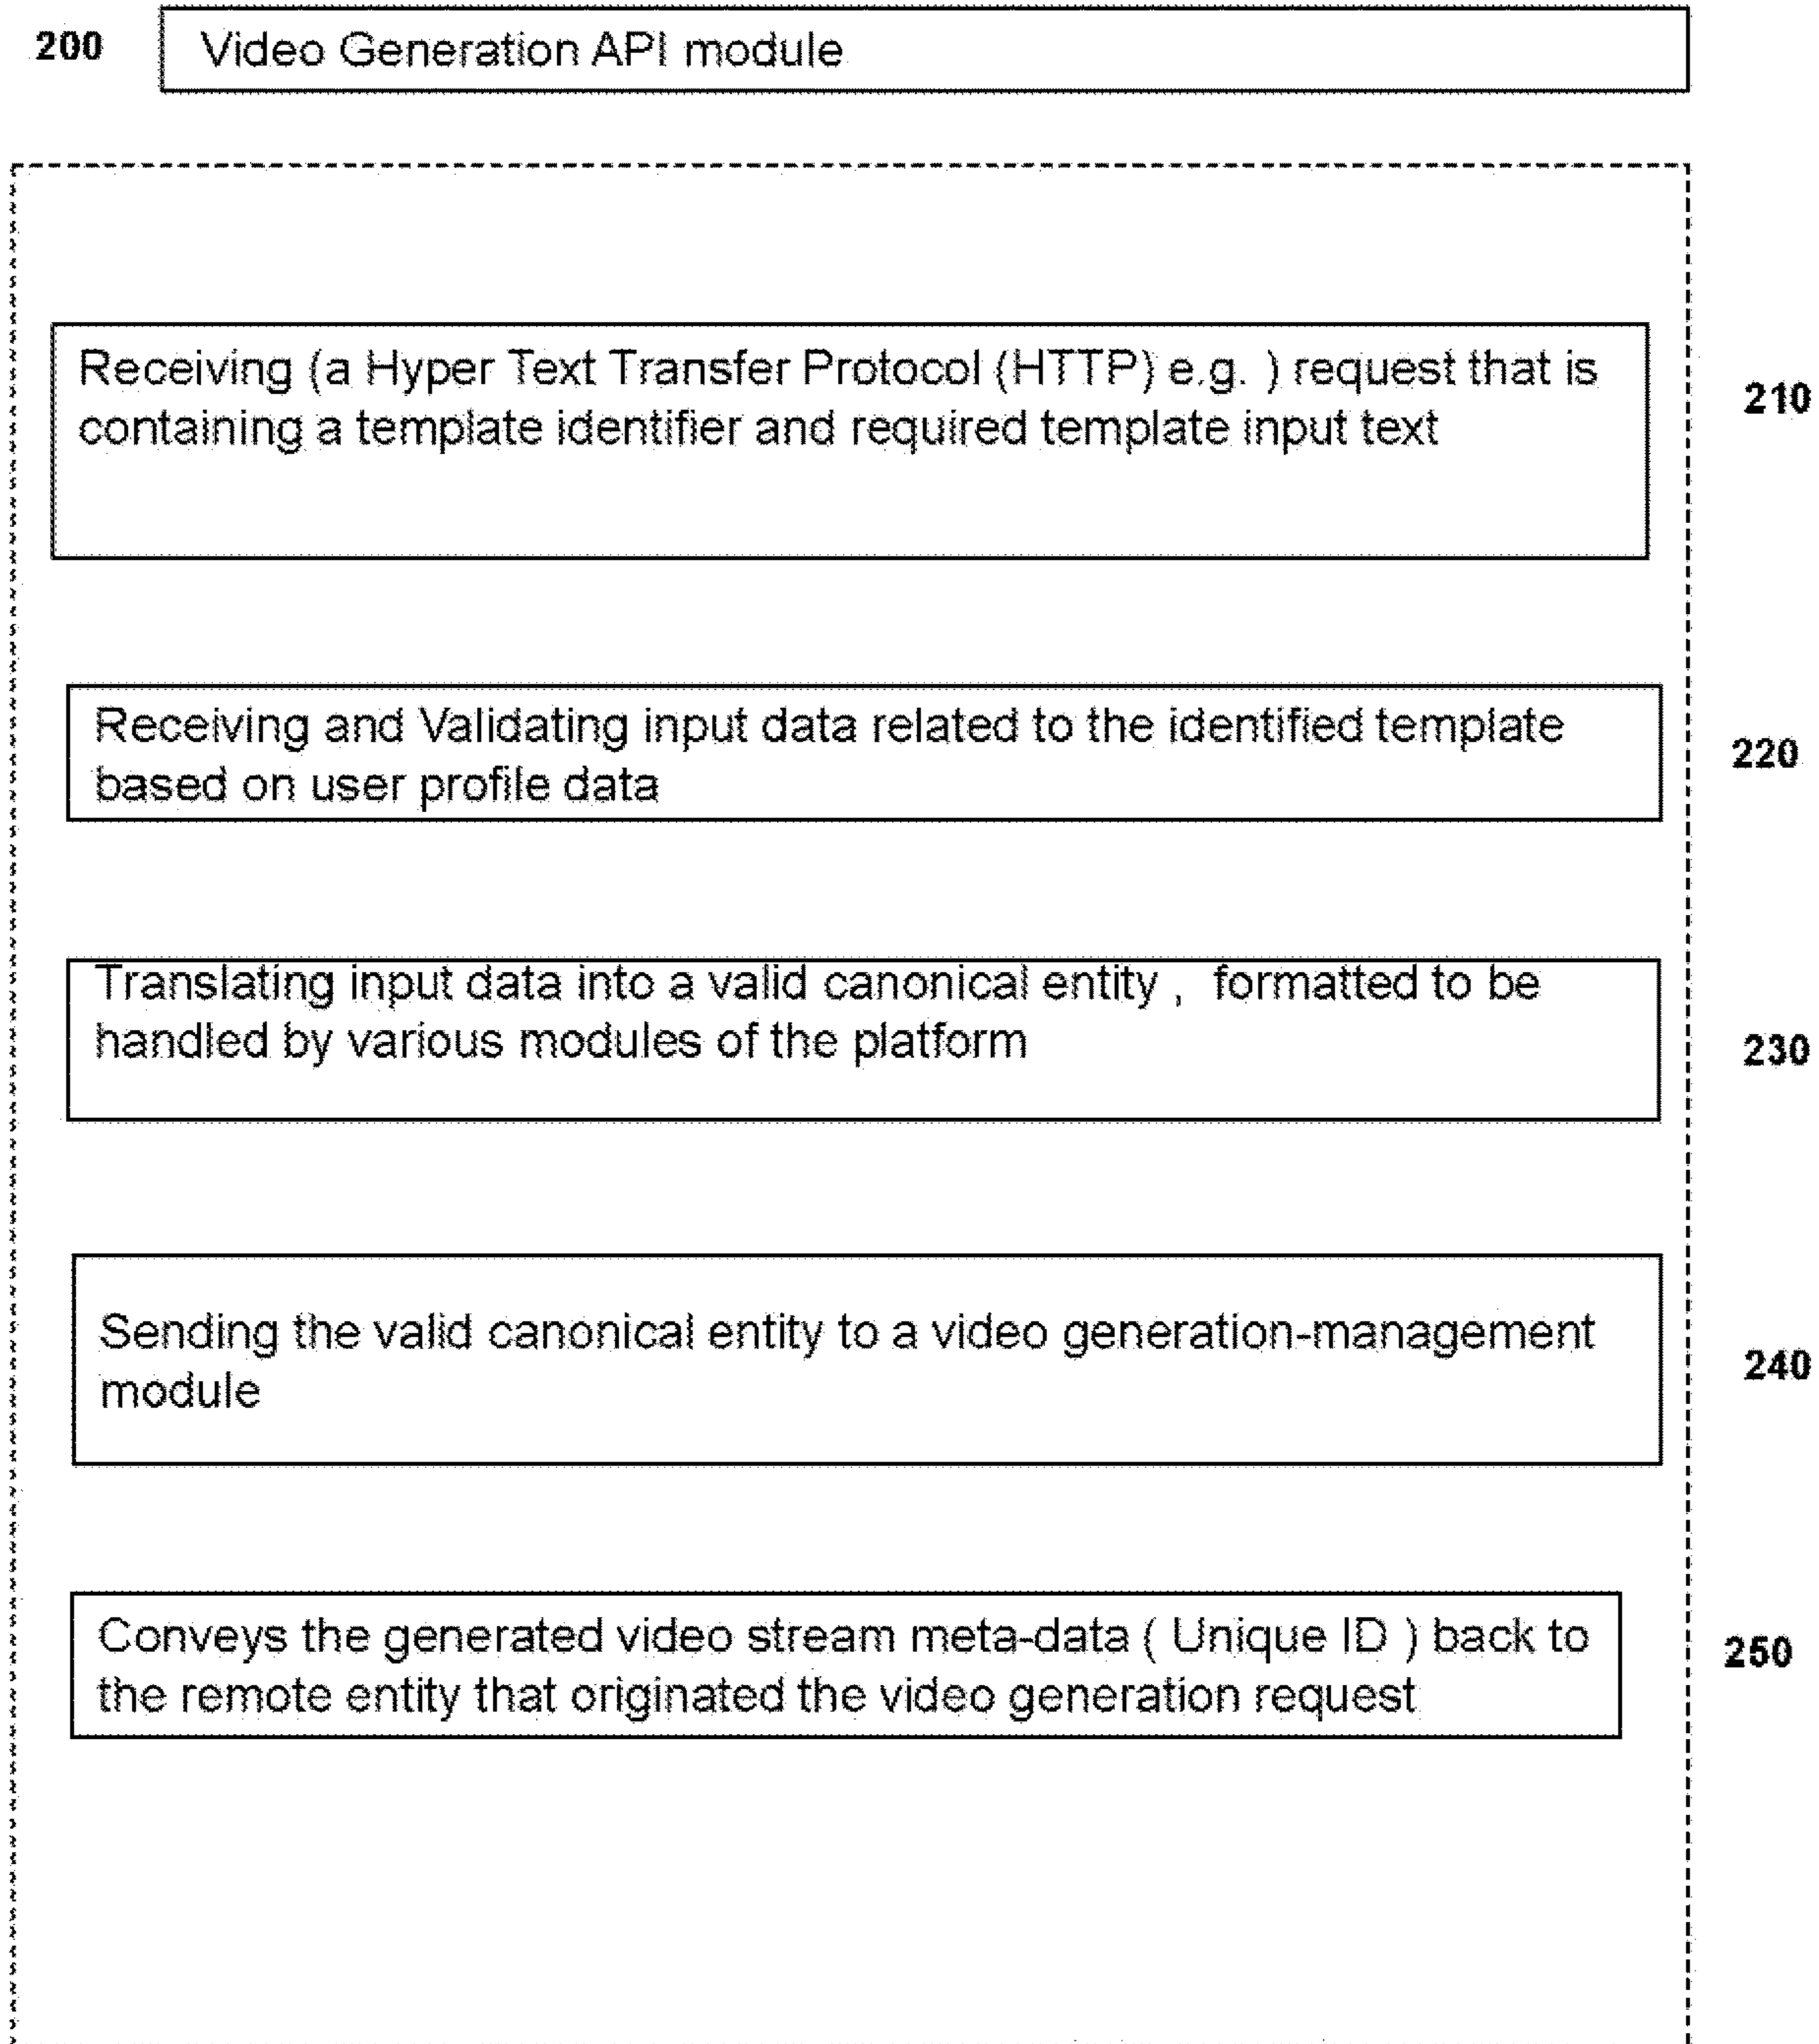 200 Video Generation API module
Receiving (a Hyper Text Transfer Protocol (HTTP) e.g. ) request that is
containing a template identifier and required template input text
210
Receiving and Validating input data related to the identified template
based on user profile data
220
Translating input data into a valid canonical entity , formatted to be
handled by various modules of the platform
230
Sending the valid canonical entity to a video generation-management
module
240
Conveys the generated video stream meta-data ( Unique ID ) back to
the remote entity that originated the video generation request
250